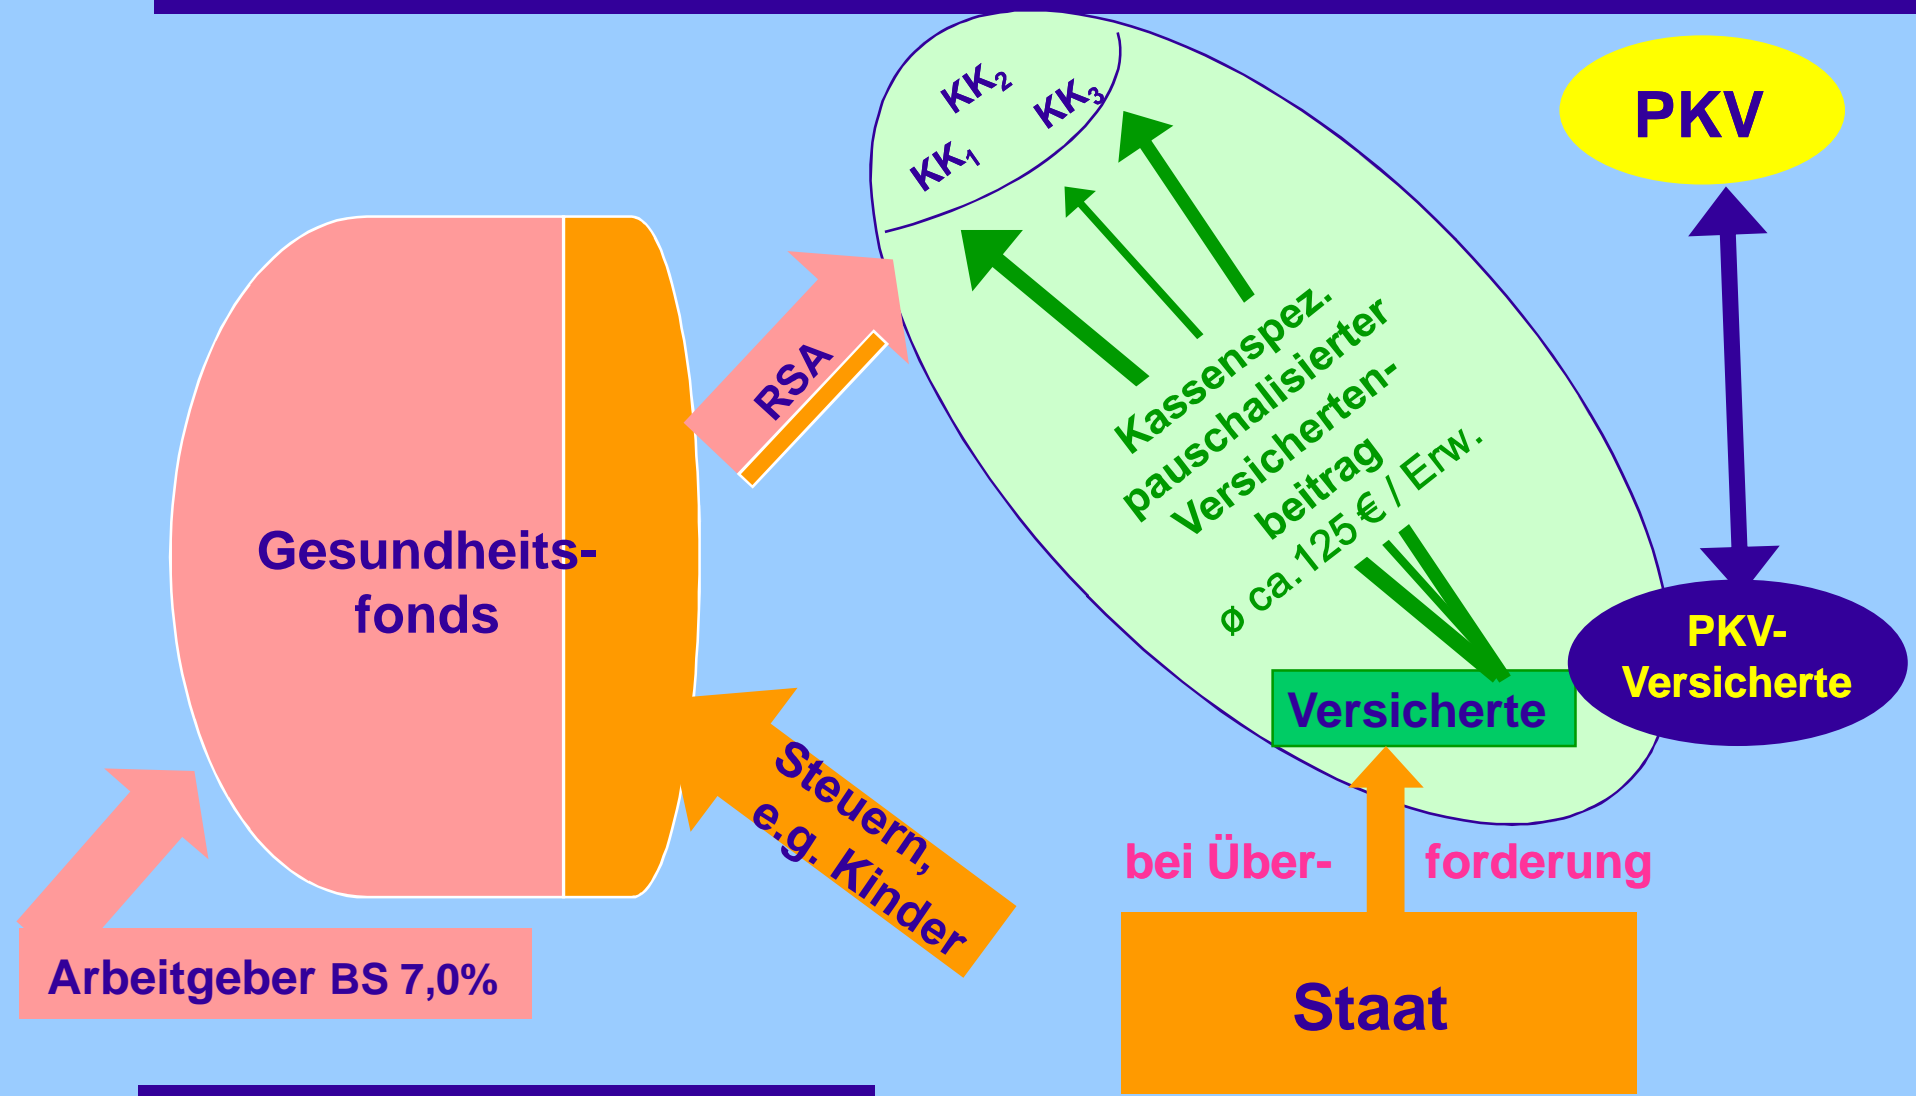 KK₂
KK₃
KK₁
PKV
RSA
Kassenspez.
pauschalisierter
Versicherten-
beitrag
ø ca.125 € / Erw.
Gesundheits-
fonds
PKV-
Versicherte
Versicherte
Steuern,
e.g. Kinder
bei Über- forderung
Arbeitgeber BS 7,0%
Staat